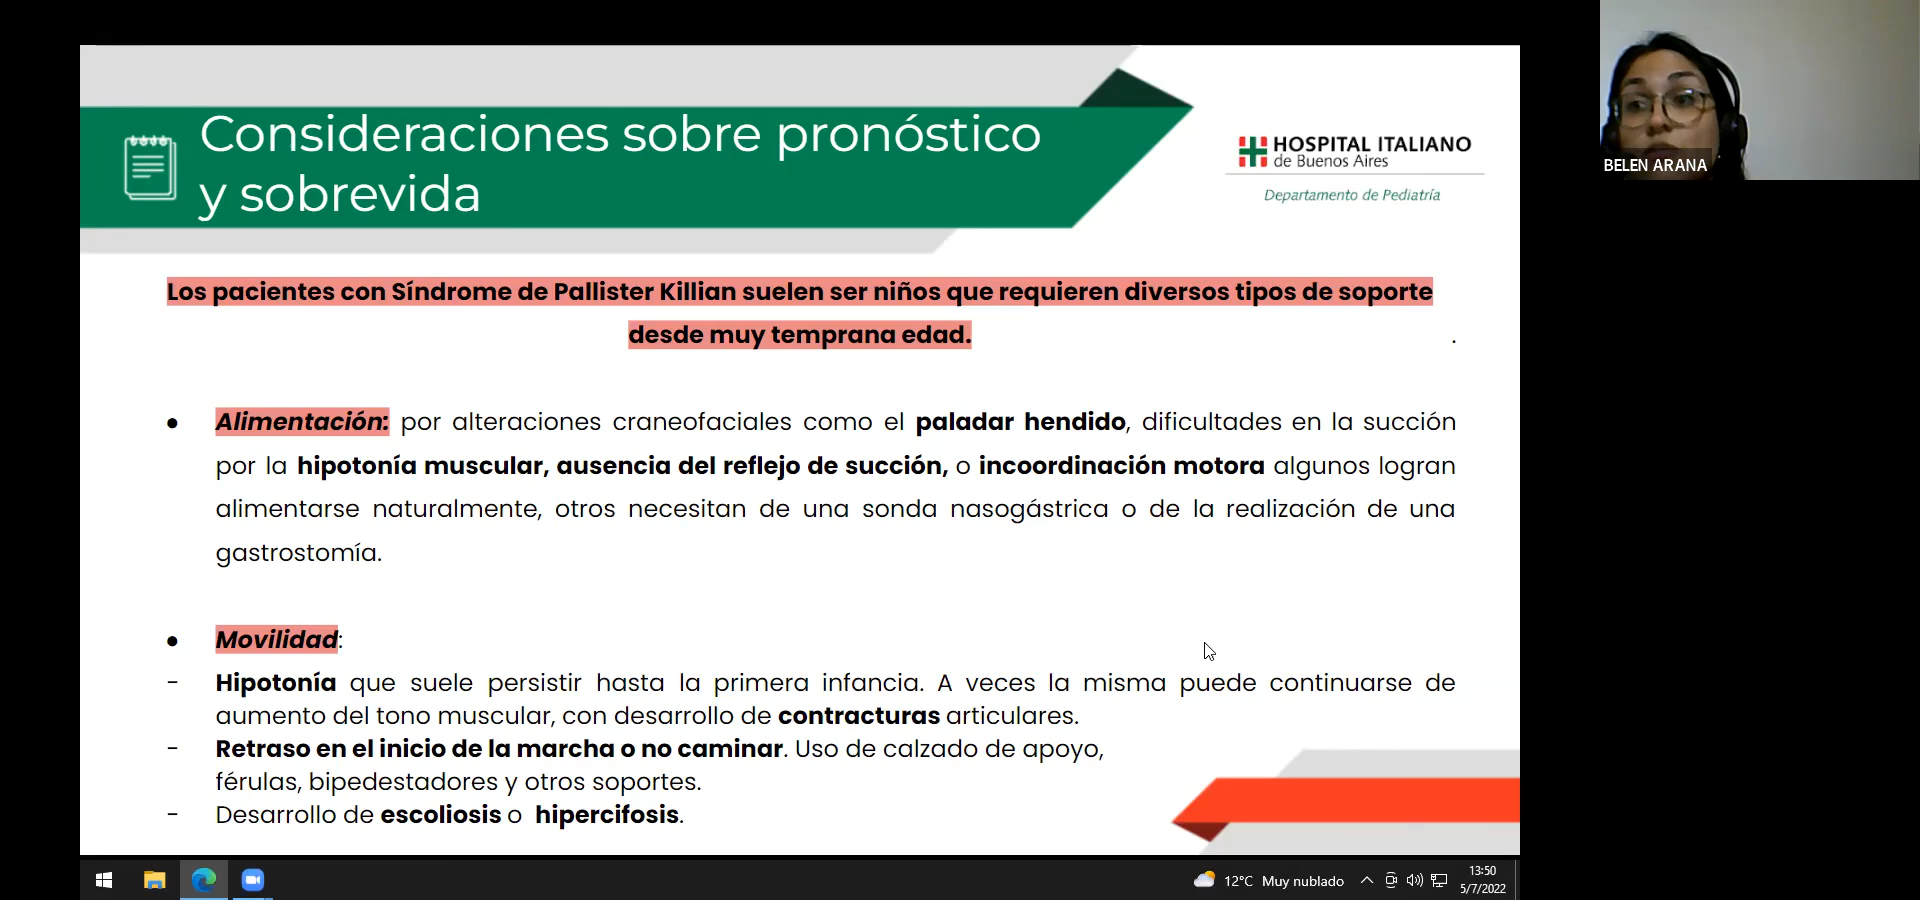 Consideraciones sobre pronóstico
y sobrevida
HOSPITAL ITALIANO
de Buenos Aires
Departamento de Pediatría
BELEN ARANA
Los pacientes con Síndrome de Pallister Killian suelen ser niños que requieren diversos tipos de soporte
desde muy temprana edad.
.
● Alimentación: por alteraciones craneofaciales como el paladar hendido, dificultades en la succión
por la hipotonía muscular, ausencia del reflejo de succión, o incoordinación motora algunos logran
alimentarse naturalmente, otros necesitan de una sonda nasogástrica o de la realización de una
gastrostomía.
● Movilidad:
- Hipotonía que suele persistir hasta la primera infancia. A veces la misma puede continuarse de
aumento del tono muscular, con desarrollo de contracturas articulares.
- Retraso en el inicio de la marcha o no caminar. Uso de calzado de apoyo,
férulas, bipedestadores y otros soportes.
- Desarrollo de escoliosis o hipercifosis.
12°C Muy nublado
13:50
5/7/2022